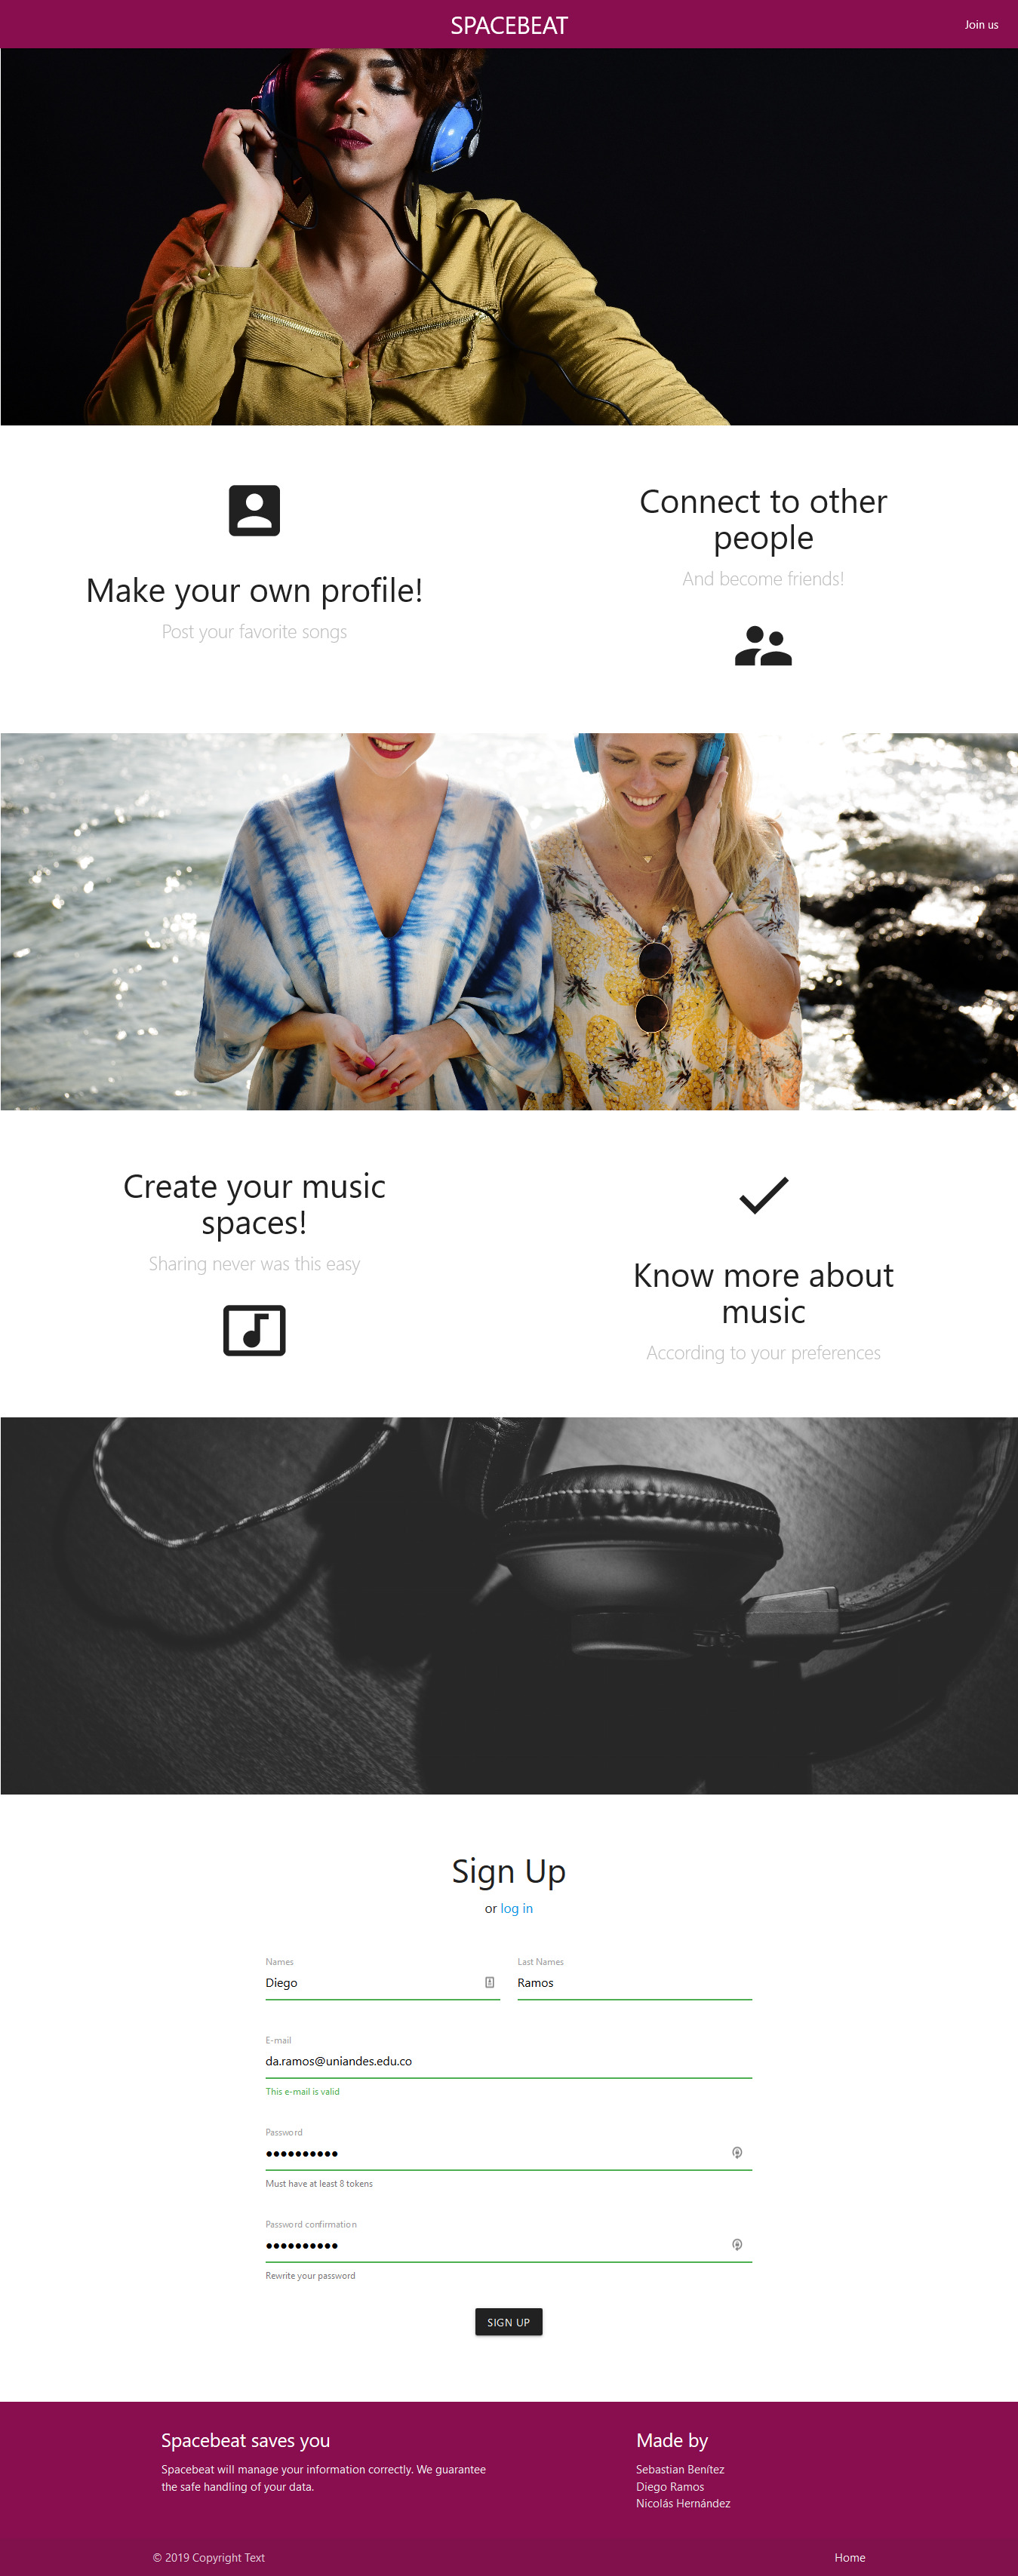 SPACEBEAT
Join us
Make your own profile!
Post your favorite songs
Connect to other
people
And become friends!
Create your music
spaces!
Sharing never was this easy
Know more about
music
According to your preferences
Sign Up
or log in
Names
Diego
Last Names
Ramos
E-mail
da.ramos@uniandes.edu.co
This e-mail is valid
Password
••••••••••
Must have at least 8 tokens
Password confirmation
••••••••••
Rewrite your password
SIGN UP
Spacebeat saves you
Spacebeat will manage your information correctly. We guarantee
the safe handling of your data.
Made by
Sebastian Benítez
Diego Ramos
Nicolás Hernández
© 2019 Copyright Text
Home